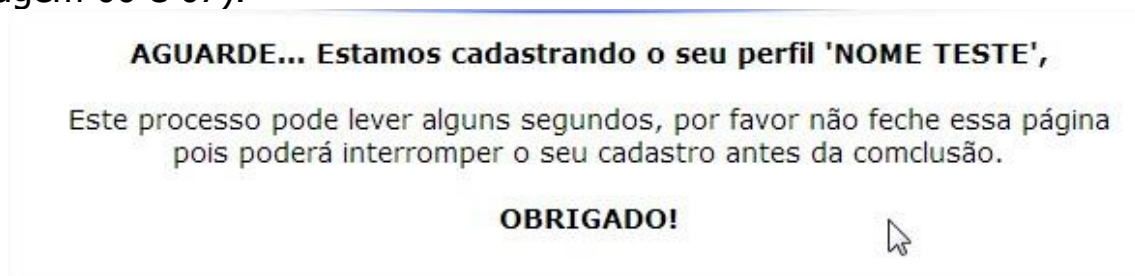 AGUARDE... Estamos cadastrando o seu perfil 'NOME TESTE',
Este processo pode lever alguns segundos, por favor não feche essa página
pois poderá interromper o seu cadastro antes da comclusão.
OBRIGADO!